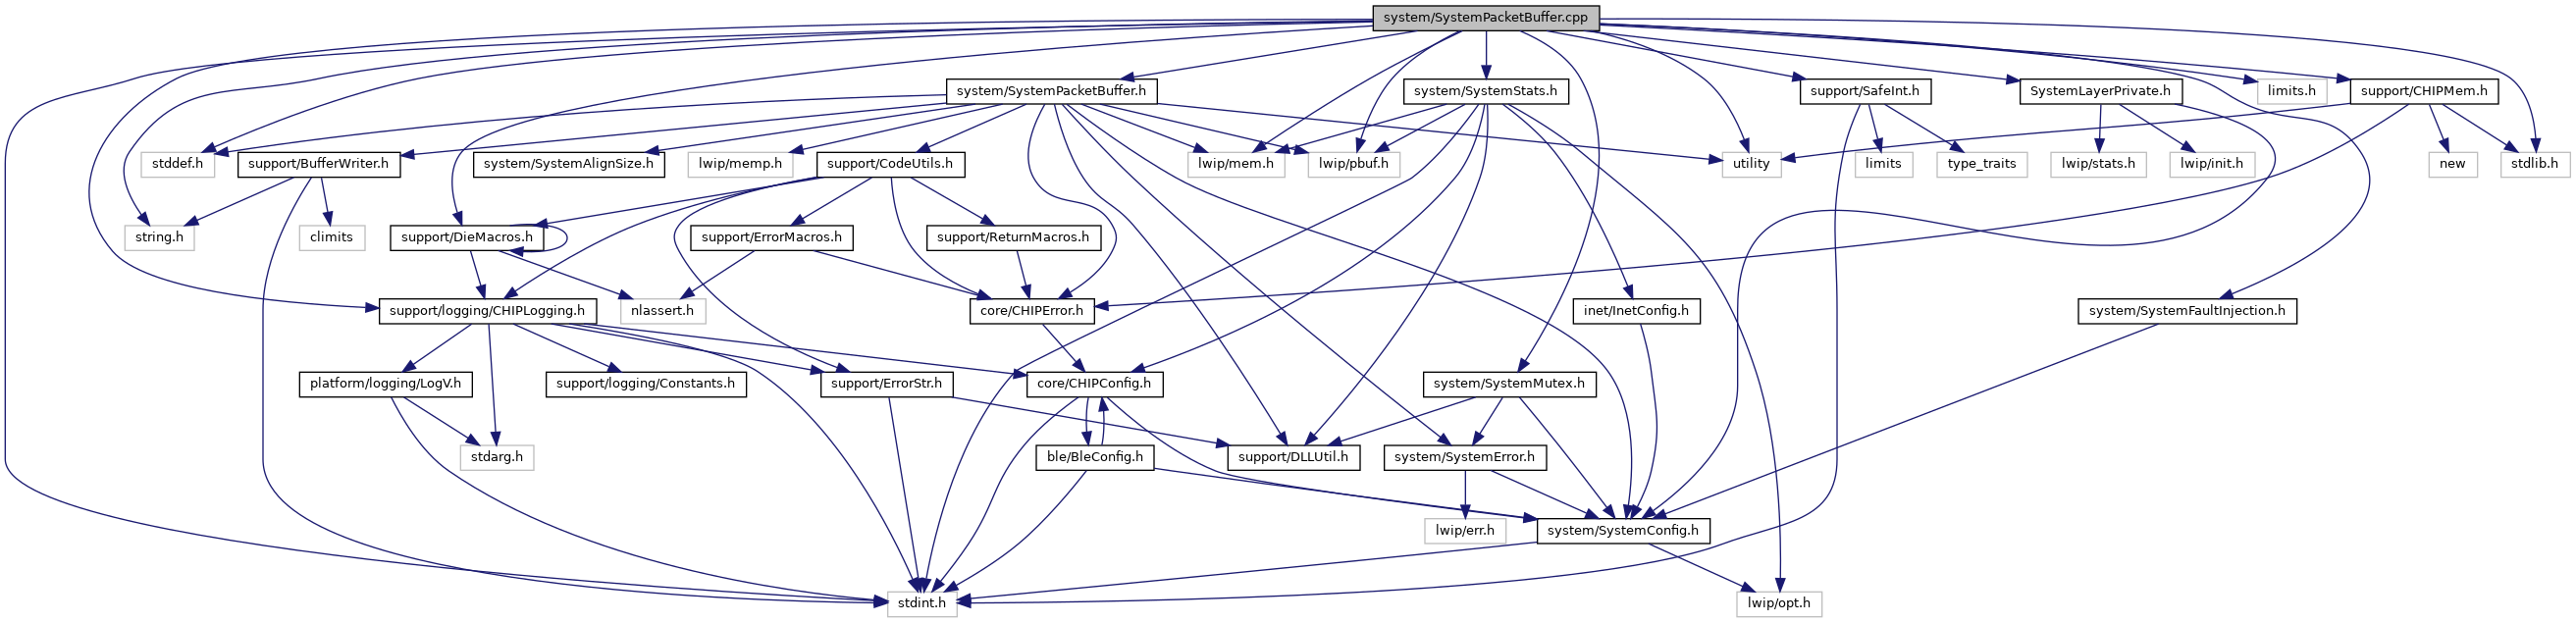 system/SystemPacketBuffer.cpp
system/SystemPacketBuffer.h
system/SystemStats.h
support/SafeInt.h
SystemLayerPrivate.h
limits.h
support/CHIPMem.h
stddef.h
support/BufferWriter.h
system/SystemAlignSize.h
lwip/memp.h
support/CodeUtils.h
lwip/mem.h
lwip/pbuf.h
utility
limits
type_traits
lwip/stats.h
lwip/init.h
new
stdlib.h
string.h
climits
support/DieMacros.h
support/ErrorMacros.h
support/ReturnMacros.h
support/logging/CHIPLogging.h
nlassert.h
core/CHIPError.h
inet/InetConfig.h
system/SystemFaultInjection.h
platform/logging/LogV.h
support/logging/Constants.h
support/ErrorStr.h
core/CHIPConfig.h
system/SystemMutex.h
stdarg.h
ble/BleConfig.h
support/DLLUtil.h
system/SystemError.h
lwip/err.h
system/SystemConfig.h
stdint.h
lwip/opt.h